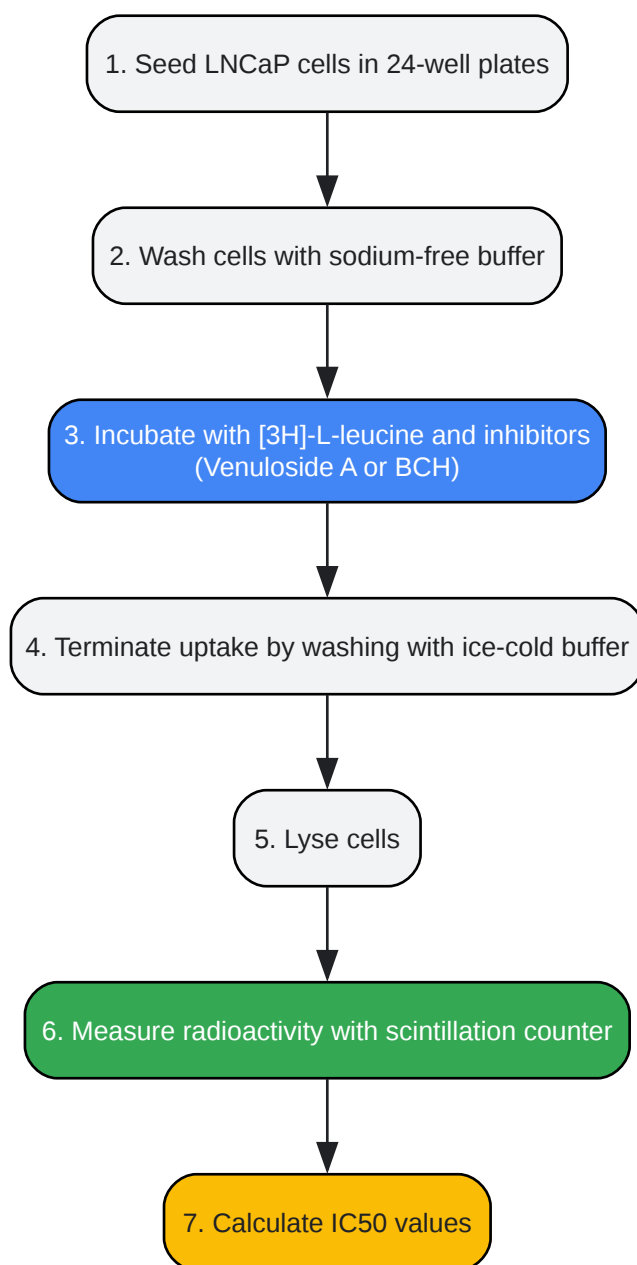 1. Seed LNCaP cells in 24-well plates
2. Wash cells with sodium-free buffer
3. Incubate with [3H]-L-leucine and inhibitors
(Venuloside A or BCH)
4. Terminate uptake by washing with ice-cold buffer
5. Lyse cells
6. Measure radioactivity with scintillation counter
7. Calculate IC50 values